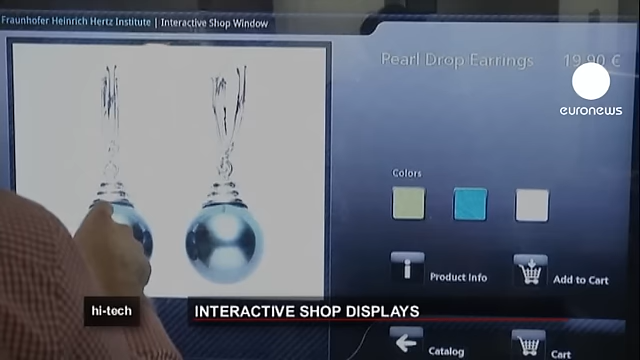 Fraunhofer Heinrich Hertz Institute | Interactive Shop Window
Pearl Drop Earrings 19,90 €
euronews
Colors
Product Info
Add to Cart
hi-tech
INTERACTIVE SHOP DISPLAYS
Catalog
Cart